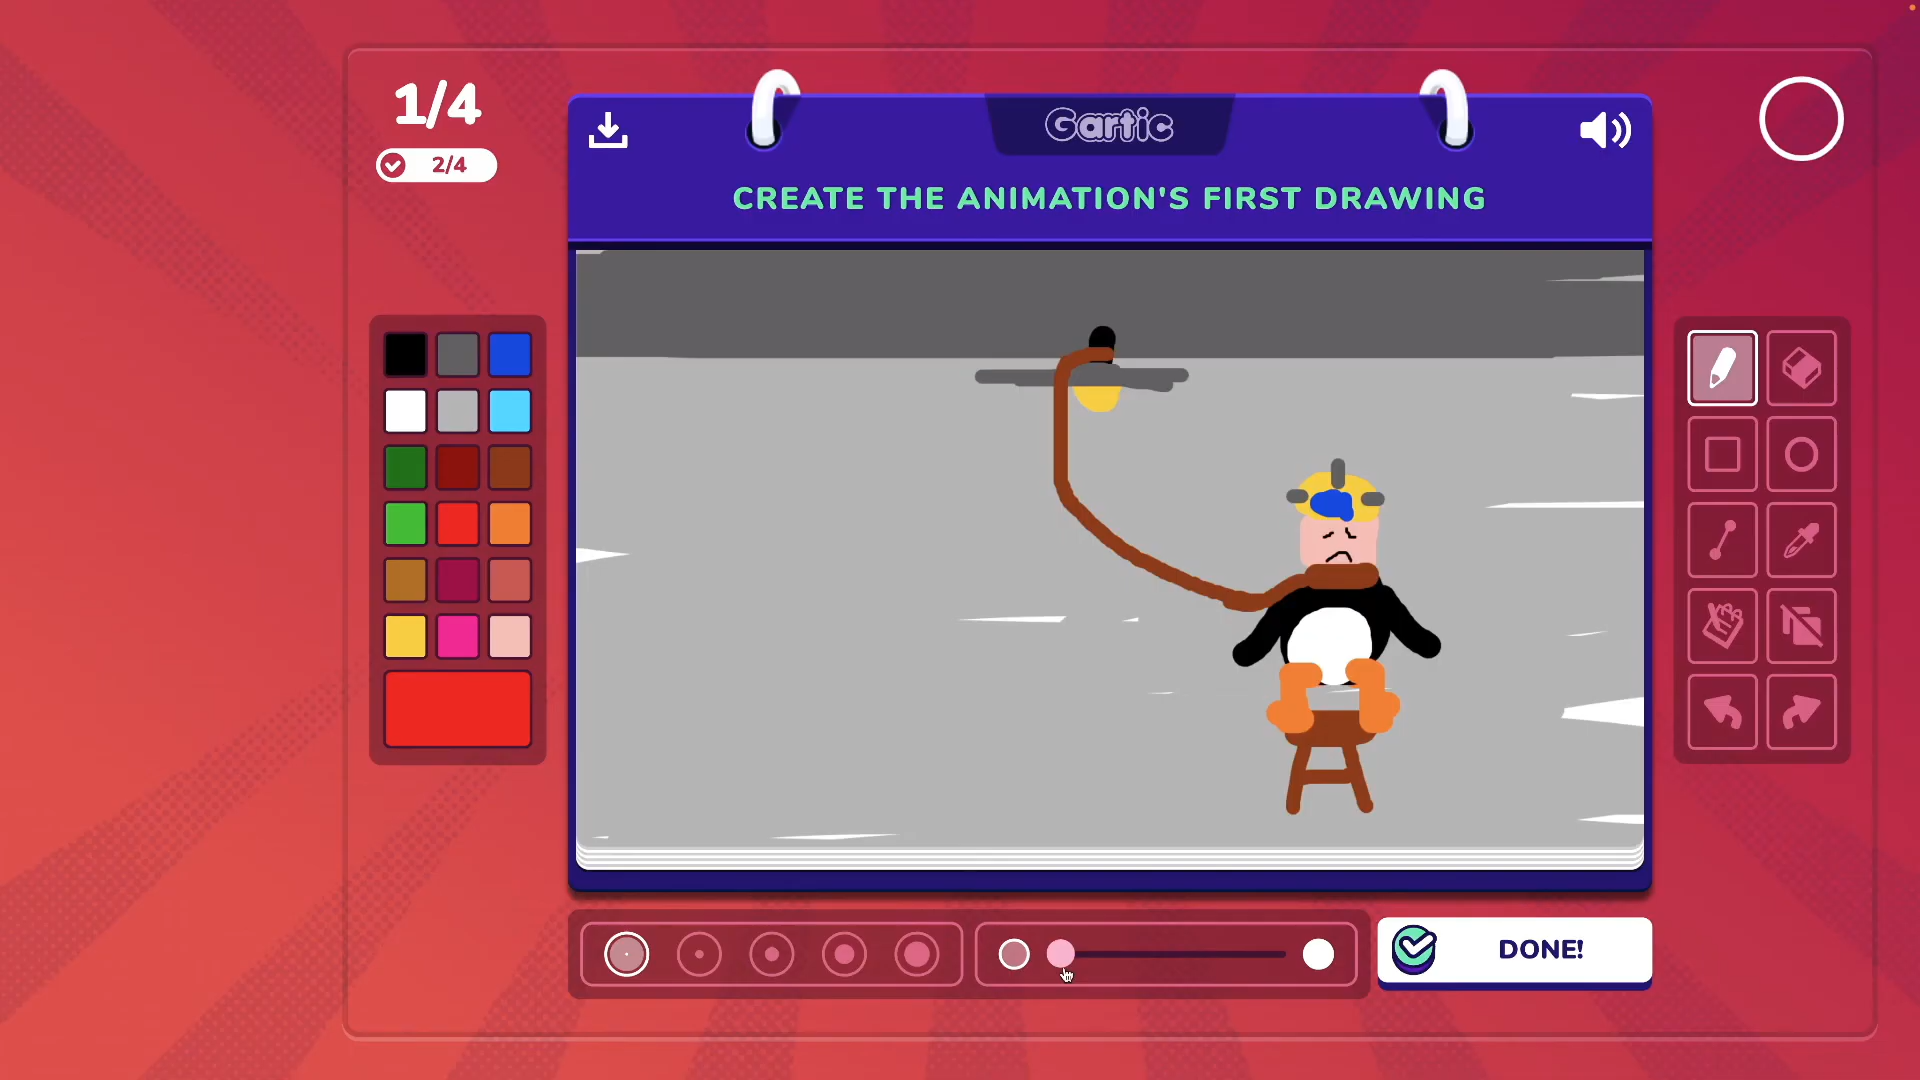 1/4
2/4
Gartic
CREATE THE ANIMATION'S FIRST DRAWING
DONE!